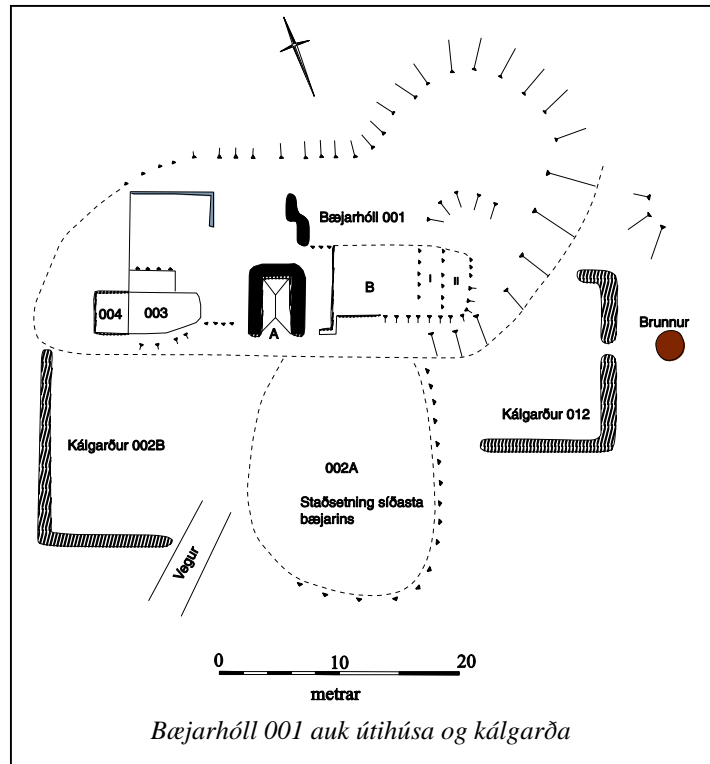 Bæjarhóll 001
B
I
II
004
003
A
Brunnur
Kálgarður 012
Kálgarður 002B
002A
Staðsetning síðasta
bæjarins
Vegur
0 10 20
metrar
Bæjarhóll 001 auk útihúsa og kálgarða